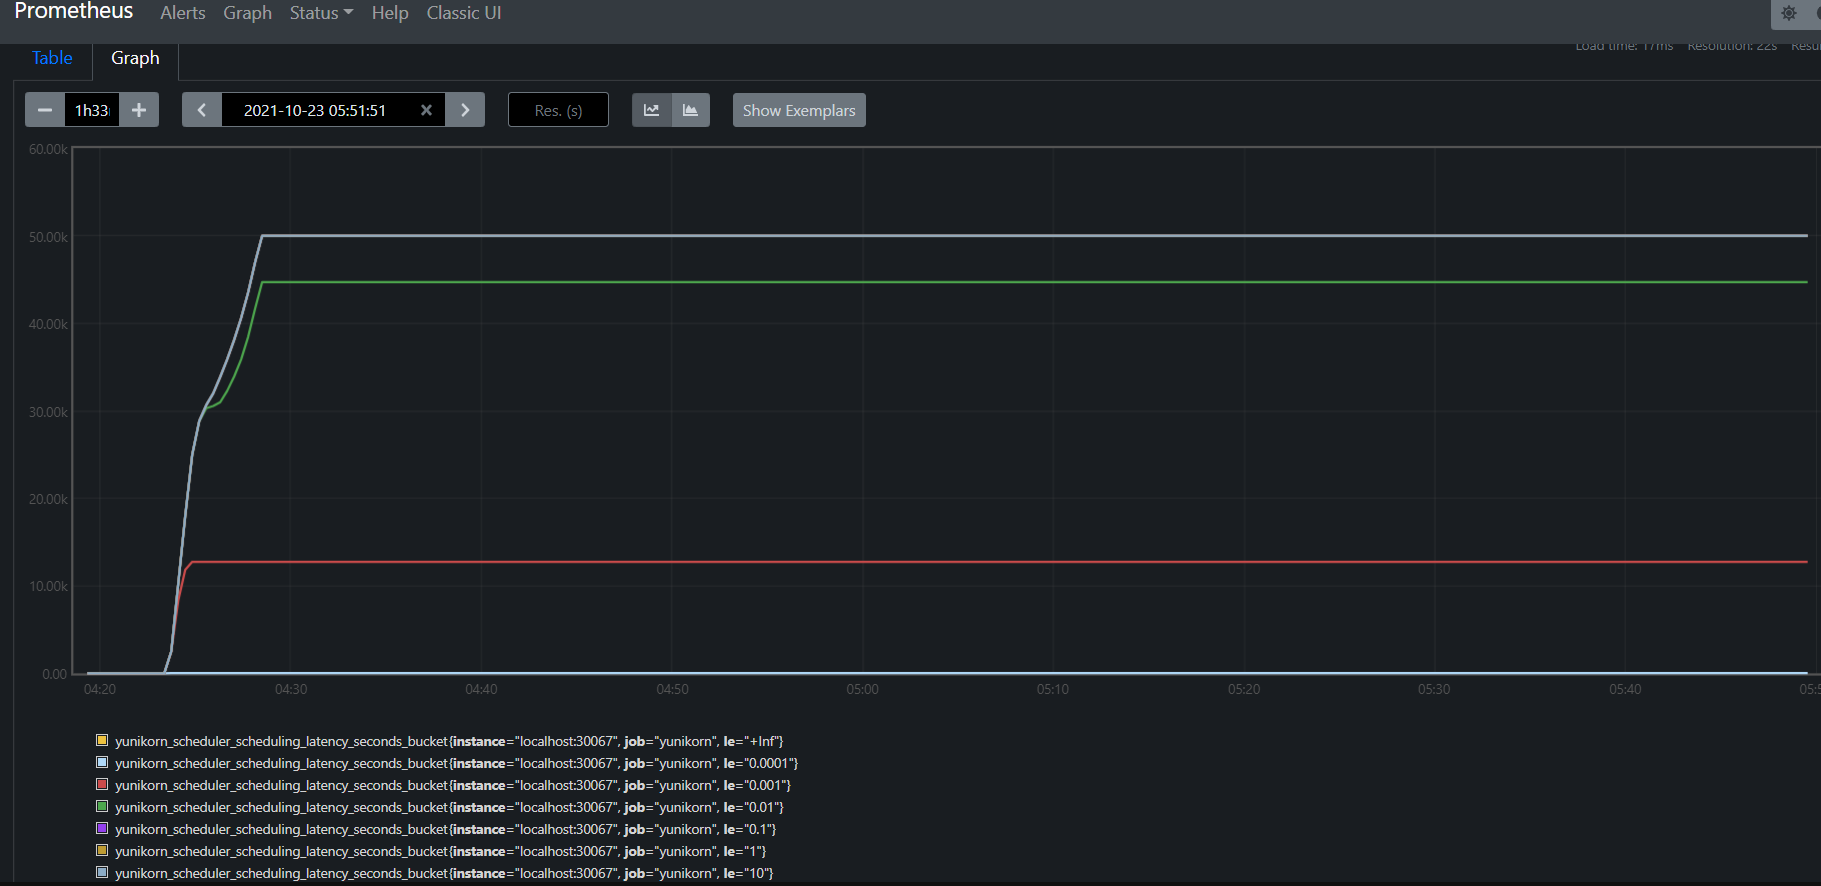 Prometheus Alerts Graph Status Help Classic UI
Table Graph Load time: 17ms Resolution: 22s
− 1h33 + 2021-10-23 05:51:51 × Res. (s) Show Exemplars
60.00k
50.00k
40.00k
30.00k
20.00k
10.00k
0.00
04:20 04:30 04:40 04:50 05:00 05:10 05:20 05:30 05:40
yunikorn_scheduler_scheduling_latency_seconds_bucket{instance="localhost:30067", job="yunikorn", le="+Inf"}
yunikorn_scheduler_scheduling_latency_seconds_bucket{instance="localhost:30067", job="yunikorn", le="0.0001"}
yunikorn_scheduler_scheduling_latency_seconds_bucket{instance="localhost:30067", job="yunikorn", le="0.001"}
yunikorn_scheduler_scheduling_latency_seconds_bucket{instance="localhost:30067", job="yunikorn", le="0.01"}
yunikorn_scheduler_scheduling_latency_seconds_bucket{instance="localhost:30067", job="yunikorn", le="0.1"}
yunikorn_scheduler_scheduling_latency_seconds_bucket{instance="localhost:30067", job="yunikorn", le="1"}
yunikorn_scheduler_scheduling_latency_seconds_bucket{instance="localhost:30067", job="yunikorn", le="10"}